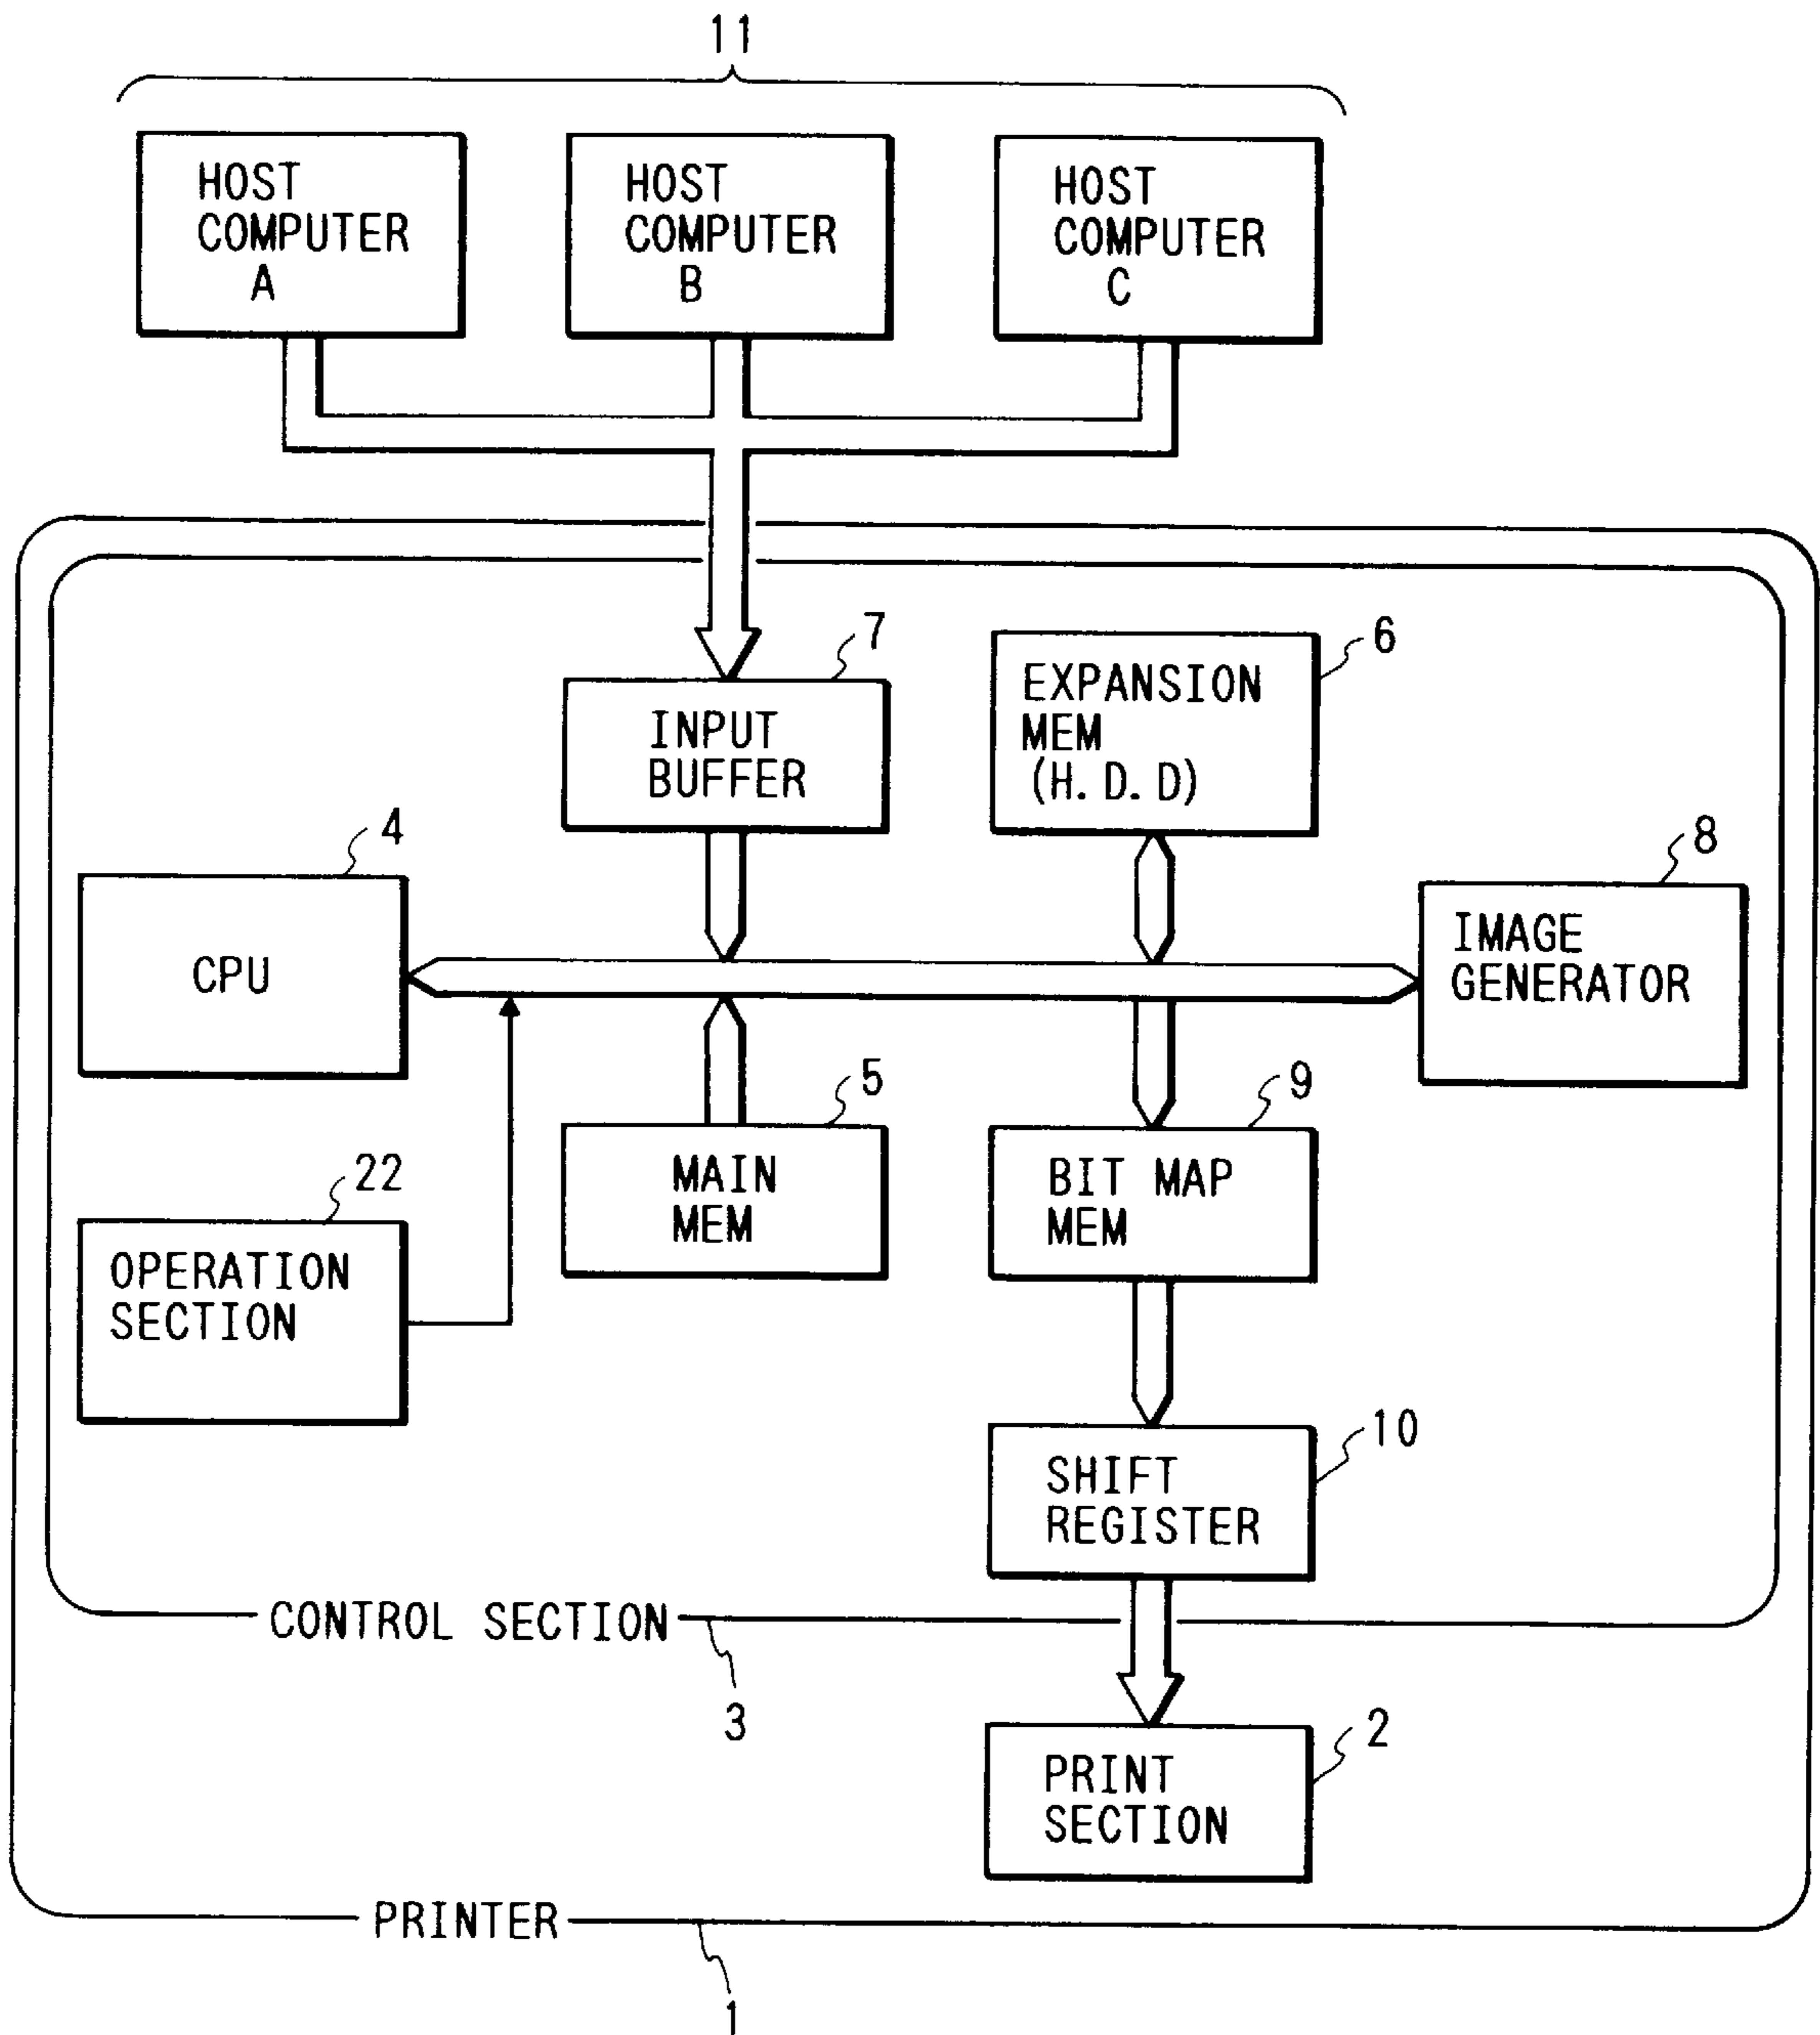 11
HOST
COMPUTER
A
HOST
COMPUTER
B
HOST
COMPUTER
C
7
INPUT
BUFFER
6
EXPANSION
MEM
(H.D.D)
4
CPU
8
IMAGE
GENERATOR
5
MAIN
MEM
9
BIT MAP
MEM
22
OPERATION
SECTION
10
SHIFT
REGISTER
CONTROL SECTION
3
2
PRINT
SECTION
PRINTER
1